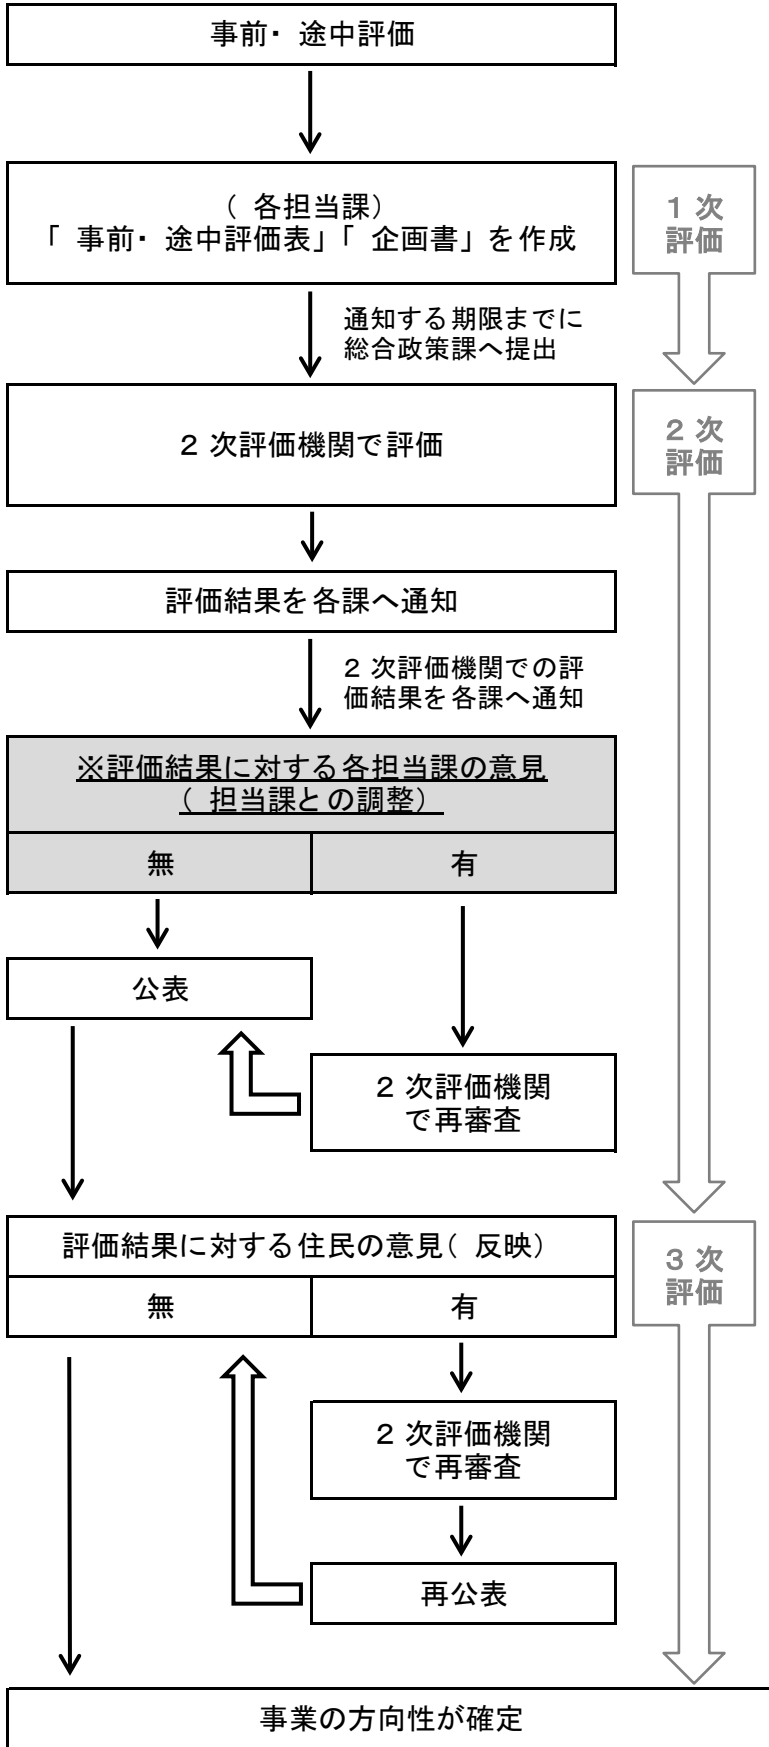 事前・途中評価
（各担当課）
「事前・途中評価表」「企画書」を作成
１次
評価
通知する期限までに
総合政策課へ提出
２次評価機関で評価
２次
評価
評価結果を各課へ通知
２次評価機関での評
価結果を各課へ通知
※評価結果に対する各担当課の意見
（担当課との調整）
無
有
公表
２次評価機関
で再審査
評価結果に対する住民の意見（反映）
３次
評価
無
有
２次評価機関
で再審査
再公表
事業の方向性が確定